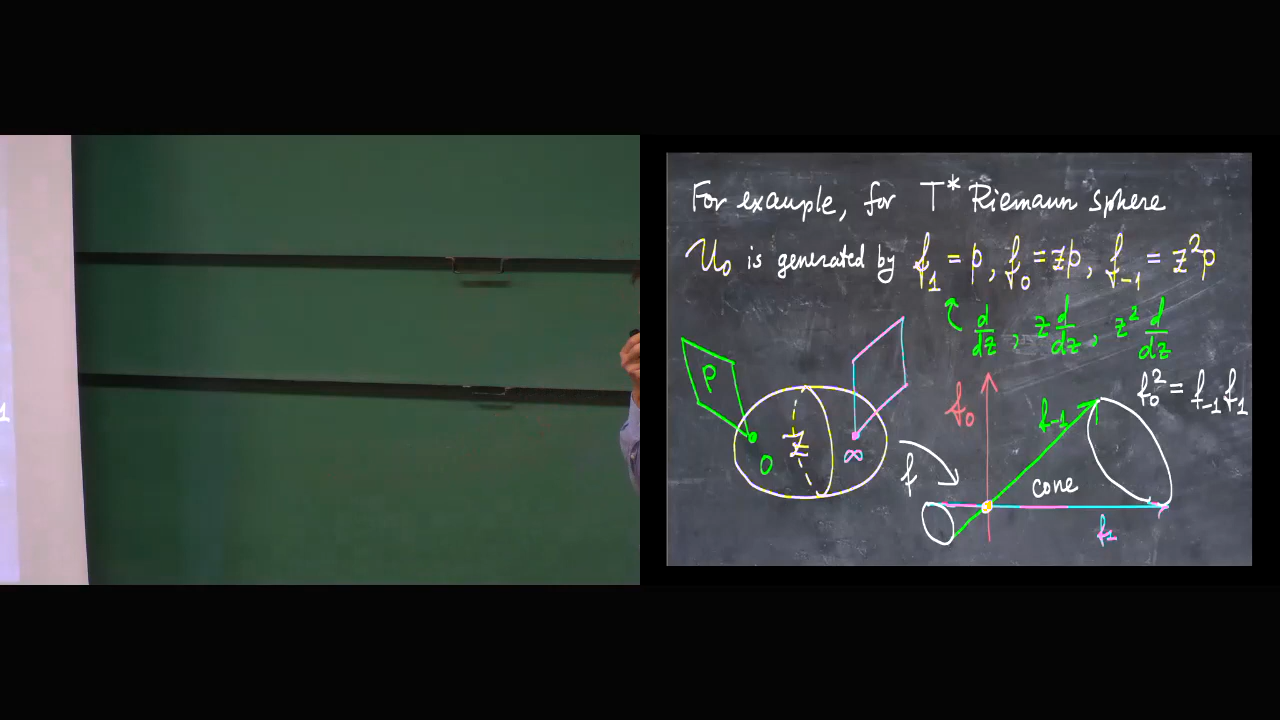 1
For example, for T* Riemann sphere
U₀ is generated by f₁ = p, f₀ = zp, f₋₁ = z²p
d/dz, z d/dz, z² d/dz
f₀² = f₋₁f₁
p
f₀
f₋₁
z
0
∞
f
cone
f₁